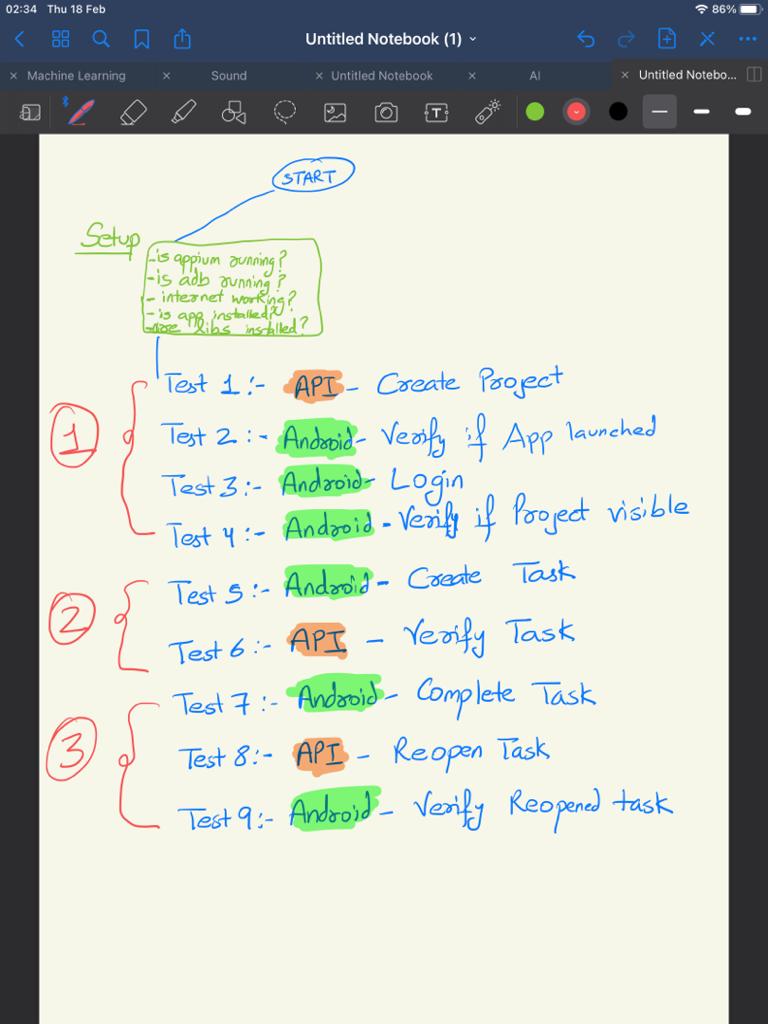 02:34 Thu 18 Feb 86%
Untitled Notebook (1)
Machine Learning Sound Untitled Notebook AI Untitled Notebo...
T
START
Setup
-is appium running?
-is adb running?
- internet working?
-is app installed?
-are libs installed?
1
Test 1:- API - Create Project
Test 2:- Android- Verify if App launched
Test 3:- Android- Login
Test 4:- Android - Verify if Project visible
2
Test 5:- Android - Create Task
Test 6:- API - Verify Task
3
Test 7:- Android - Complete Task
Test 8:- API - Reopen Task
Test 9:- Android - Verify Reopened task